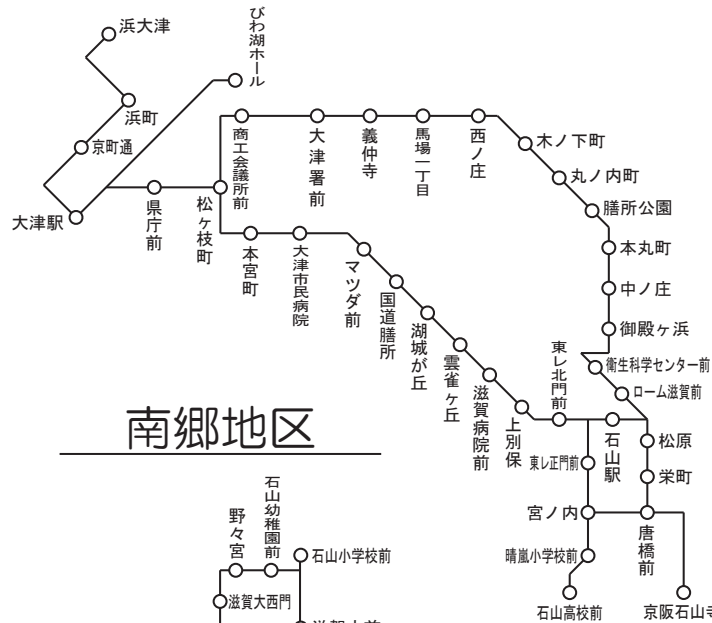 浜大津
びわ湖ホール
浜町
京町通
大津駅
県庁前
松ヶ枝町
商工会議所前
大津署前
義仲寺
馬場一丁目
西ノ庄
木ノ下町
丸ノ内町
膳所公園
本丸町
中ノ庄
御殿ヶ浜
衛生科学センター前
ローム滋賀前
本宮町
大津市民病院
マツダ前
国道膳所
湖城が丘
雲雀ヶ丘
滋賀病院前
上別保
東レ北門前
石山駅
松原
栄町
東レ正門前
宮ノ内
唐橋前
晴嵐小学校前
石山高校前
京阪石山寺
南郷地区
石山幼稚園前
野々宮
石山小学校前
滋賀大西門